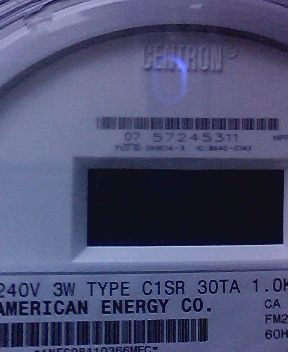 CENTRON®
07 57245311
240V 3W TYPE C1SR 30TA 1.0K
AMERICAN ENERGY CO.
CA
FM2
60H